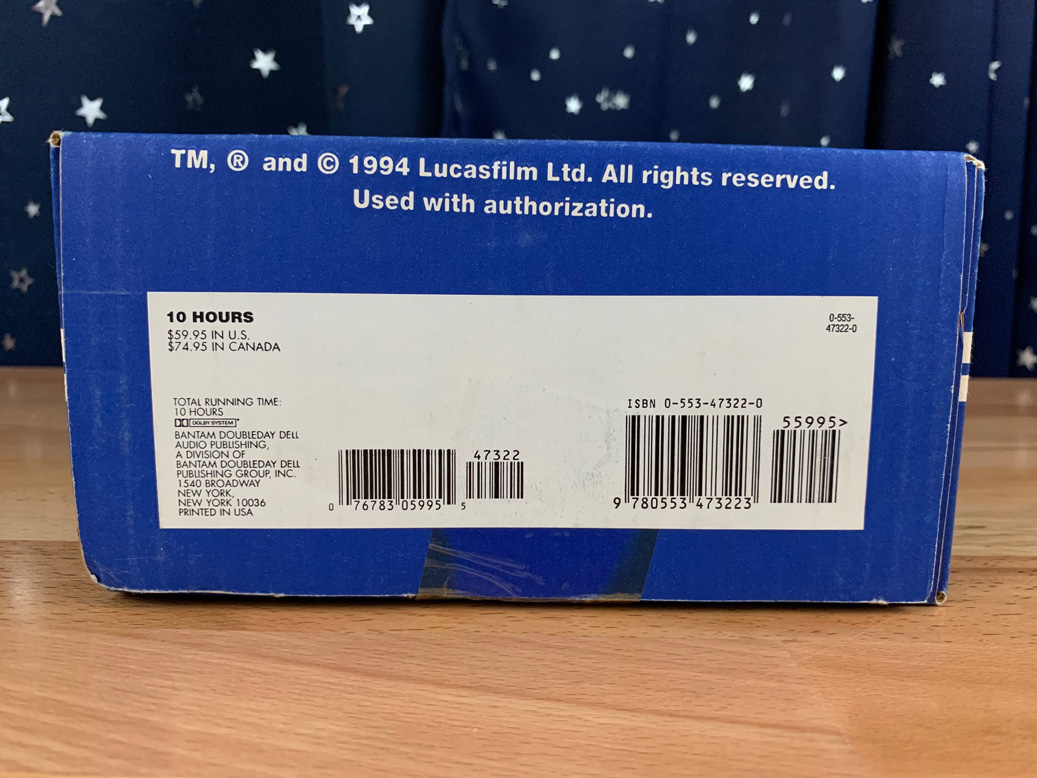 TM, ® and © 1994 Lucasfilm Ltd. All rights reserved.
Used with authorization.
10 HOURS
$59.95 IN U.S.
$74.95 IN CANADA
0-553-
47322-0
TOTAL RUNNING TIME:
10 HOURS
DOLBY SYSTEM
BANTAM DOUBLEDAY DELL
AUDIO PUBLISHING,
A DIVISION OF
BANTAM DOUBLEDAY DELL
PUBLISHING GROUP, INC.
1540 BROADWAY
NEW YORK,
NEW YORK 10036
PRINTED IN USA
47322
0 76783 05995 5
ISBN 0-553-47322-0
55995>
9 780553 473223